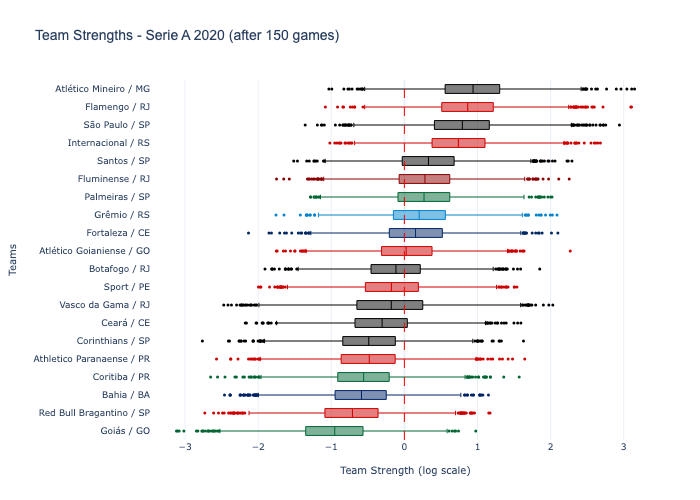 Team Strengths - Serie A 2020 (after 150 games)
Atlético Mineiro / MG
Flamengo / RJ
São Paulo / SP
Internacional / RS
Santos / SP
Fluminense / RJ
Palmeiras / SP
Grêmio / RS
Fortaleza / CE
Atlético Goianiense / GO
Botafogo / RJ
Sport / PE
Vasco da Gama / RJ
Ceará / CE
Corinthians / SP
Athletico Paranaense / PR
Coritiba / PR
Bahia / BA
Red Bull Bragantino / SP
Goiás / GO
Teams
−3 −2 −1 0 1 2 3
Team Strength (log scale)